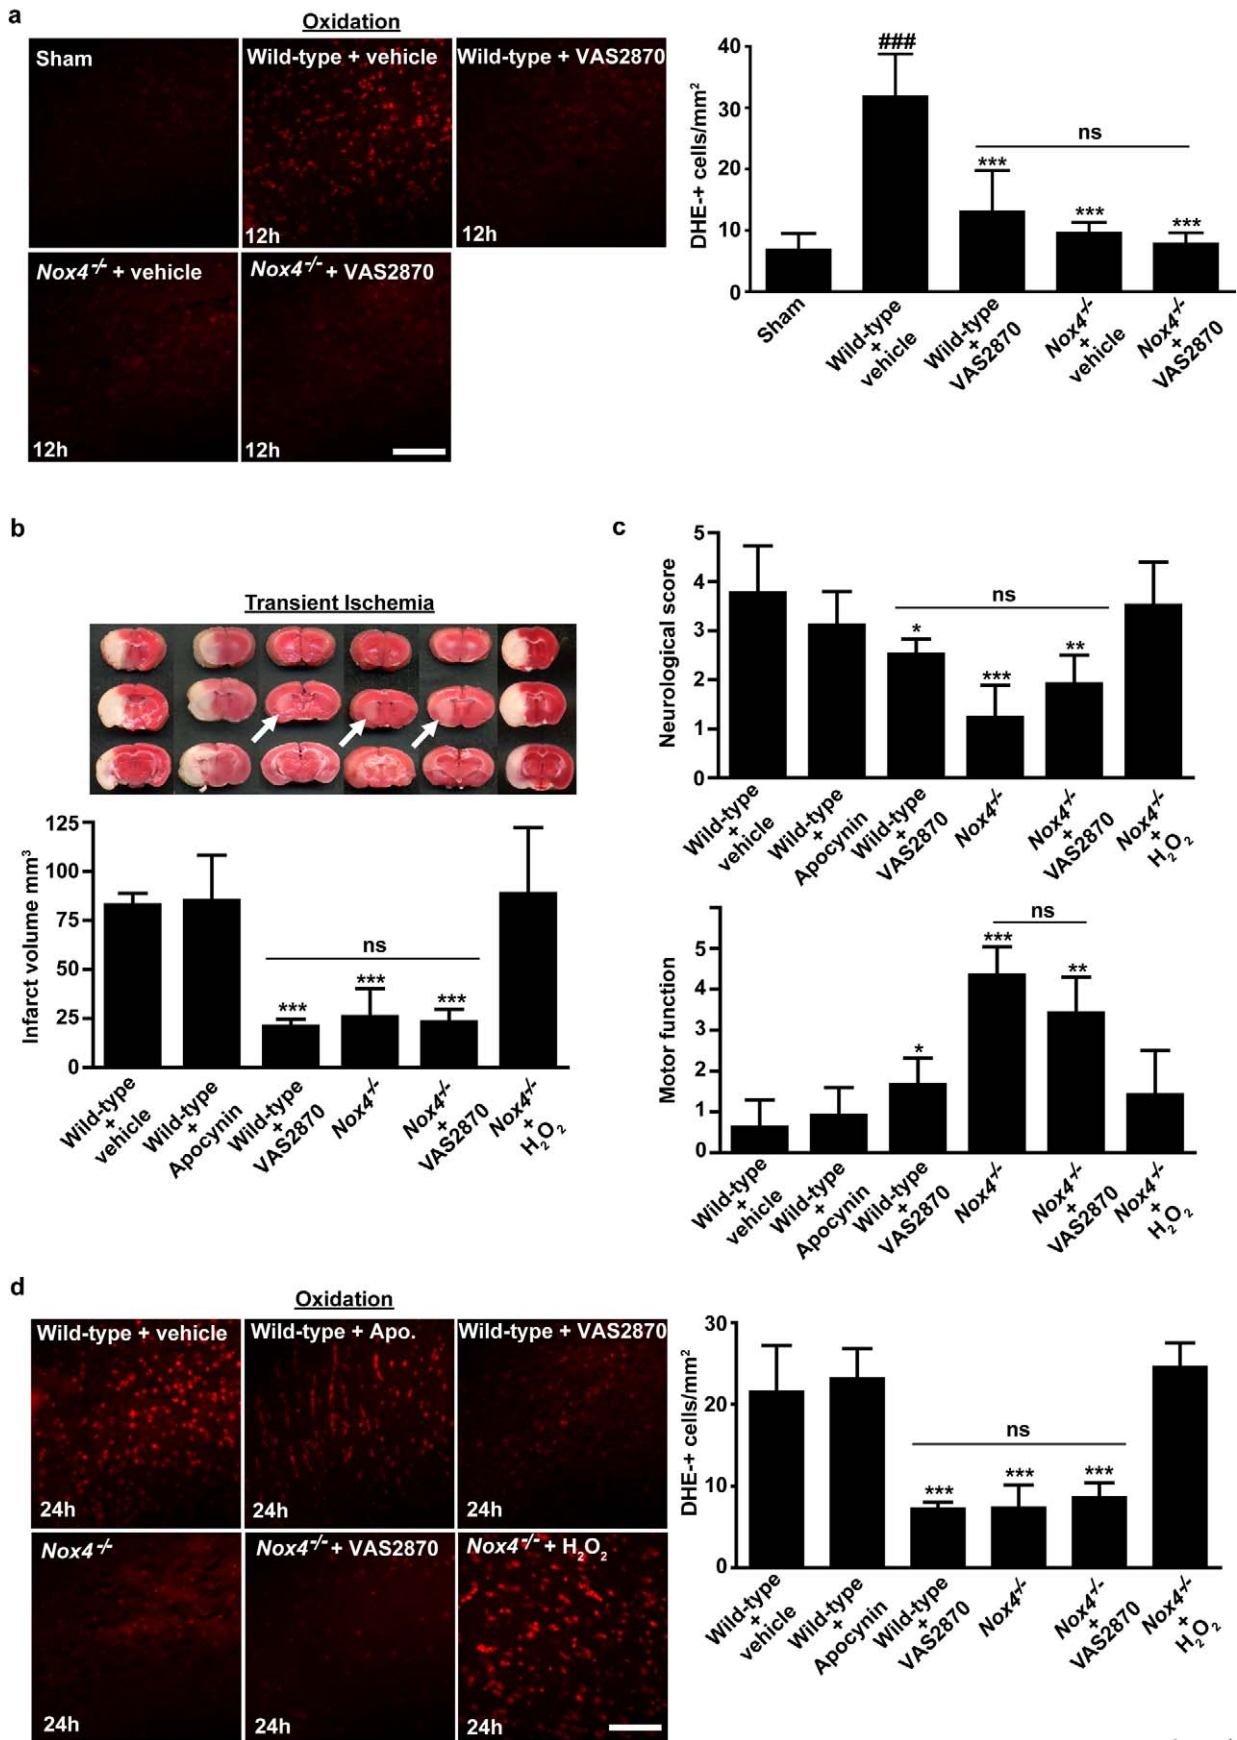 a
Oxidation
Sham
Wild-type + vehicle
12h
Wild-type + VAS2870
12h
Nox4-/- + vehicle
12h
Nox4-/- + VAS2870
12h
DHE-+ cells/mm²
40
30
20
10
0
###
***
ns
***
***
Sham
Wild-type
+
vehicle
Wild-type
+
VAS2870
Nox4-/-
+
vehicle
Nox4-/-
+
VAS2870
b
Transient Ischemia
Infarct volume mm³
125
100
75
50
25
0
ns
***
***
***
Wild-type
+
vehicle
Wild-type
+
Apocynin
Wild-type
+
VAS2870
Nox4-/-
Nox4-/-
+
VAS2870
Nox4-/-
+
H₂O₂
c
Neurological score
5
4
3
2
1
0
ns
*
***
**
Wild-type
+
vehicle
Wild-type
+
Apocynin
Wild-type
+
VAS2870
Nox4-/-
Nox4-/-
+
VAS2870
Nox4-/-
+
H₂O₂
Motor function
5
4
3
2
1
0
ns
*
***
**
Wild-type
+
vehicle
Wild-type
+
Apocynin
Wild-type
+
VAS2870
Nox4-/-
Nox4-/-
+
VAS2870
Nox4-/-
+
H₂O₂
d
Oxidation
Wild-type + vehicle
24h
Wild-type + Apo.
24h
Wild-type + VAS2870
24h
Nox4-/-
24h
Nox4-/- + VAS2870
24h
Nox4-/- + H₂O₂
24h
DHE-+ cells/mm²
30
20
10
0
ns
***
***
***
Wild-type
+
vehicle
Wild-type
+
Apocynin
Wild-type
+
VAS2870
Nox4-/-
Nox4-/-
+
VAS2870
Nox4-/-
+
H₂O₂